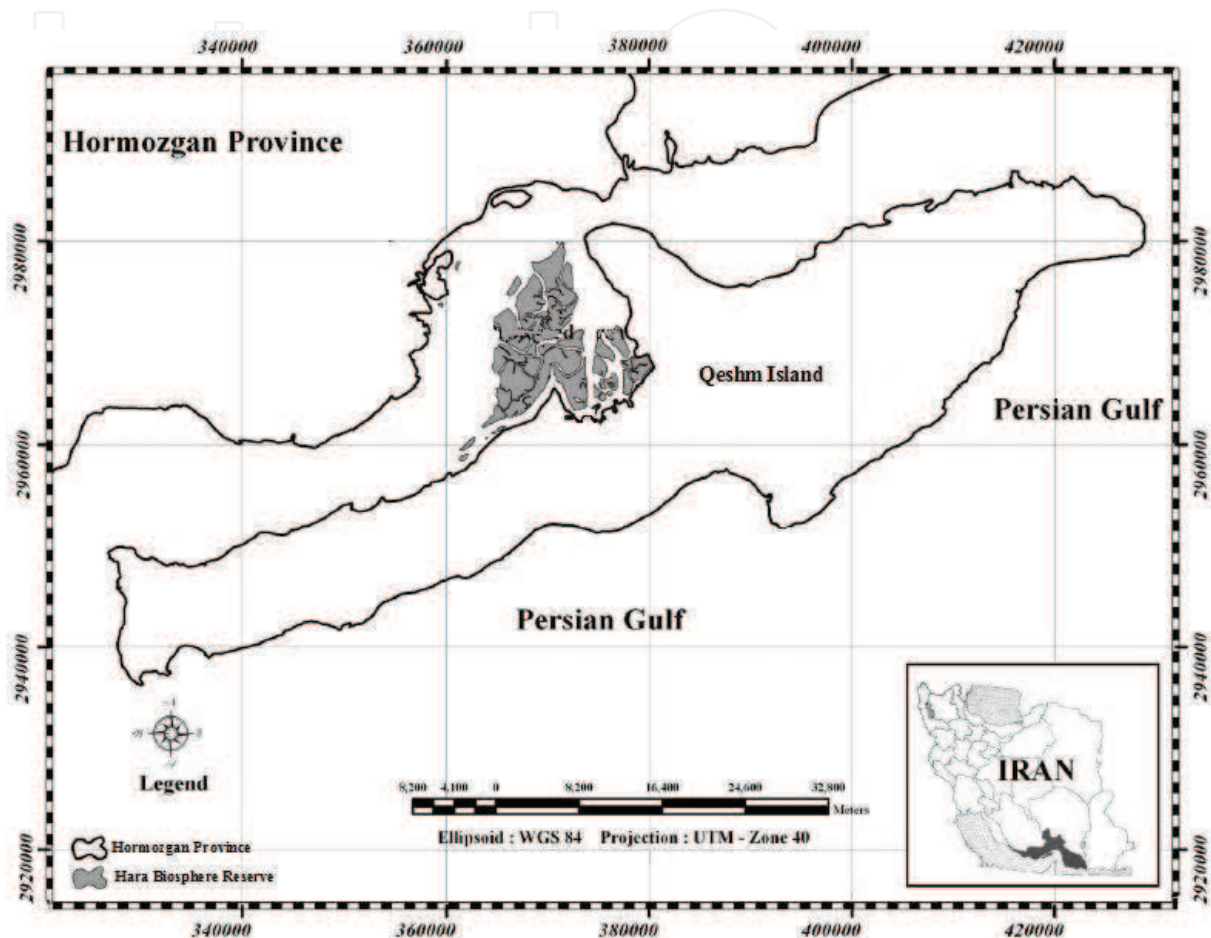 340000 360000 380000 400000 420000
Hormozgan Province
2980000 2980000
Qeshm Island
Persian Gulf
2960000 2960000
Persian Gulf
2940000 2940000
IRAN
Legend
8,200 4,100 0 8,200 16,400 24,600 32,800
Meters
Ellipsoid : WGS 84 Projection : UTM - Zone 40
Hormorgan Province
Hara Biosphere Reserve
2920000 2920000
340000 360000 380000 400000 420000